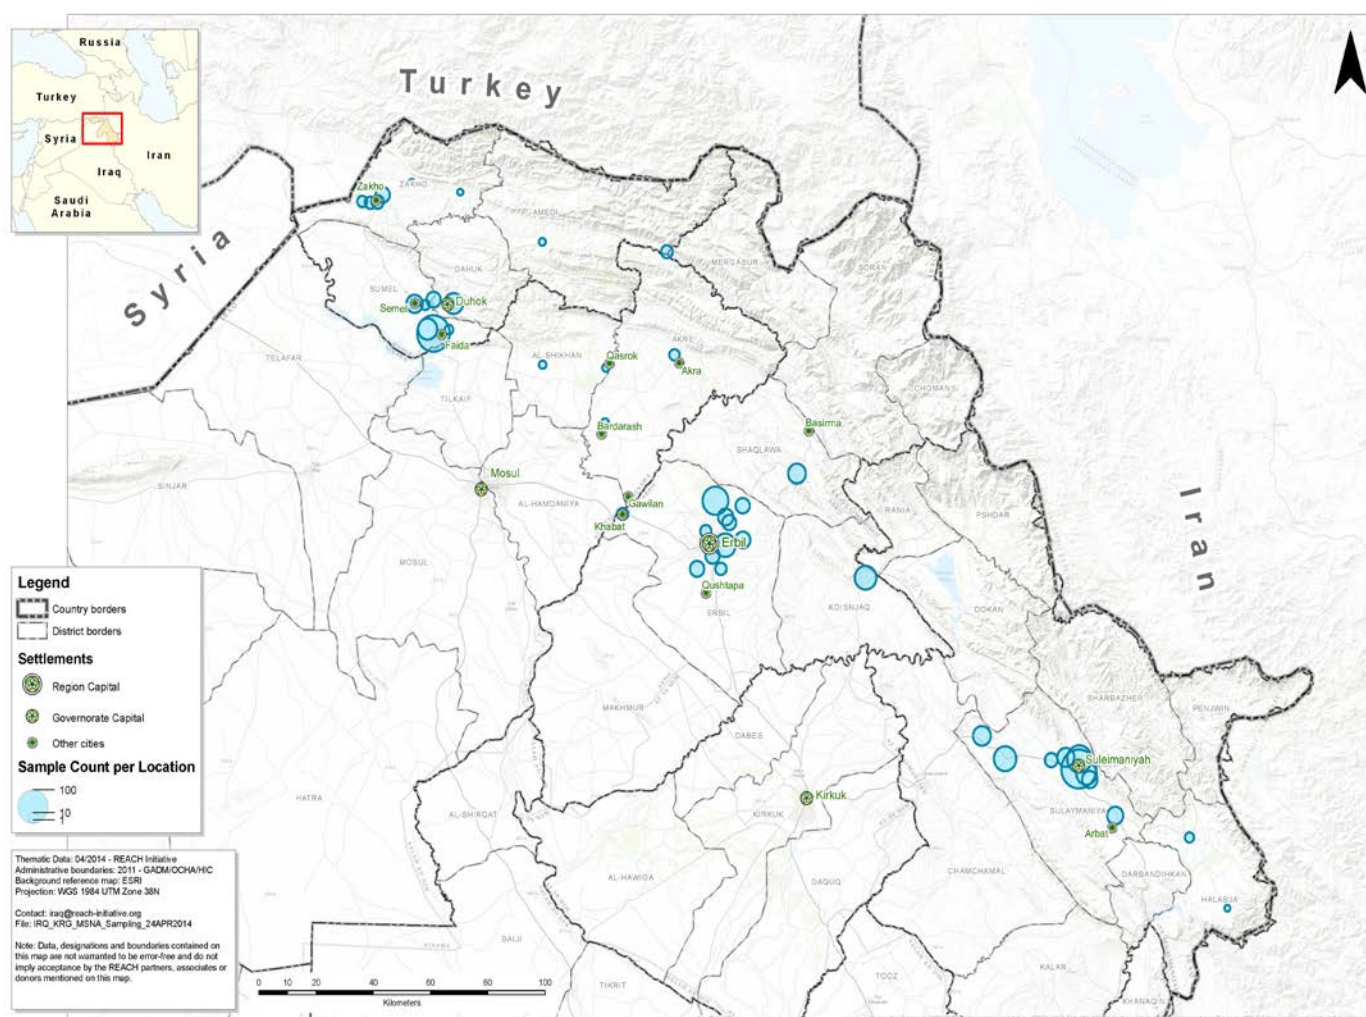 Russia
Turkey
Syria
Iran
Iraq
Saudi
Arabia
Turkey
Syria
Iran
Zakho
ZAKHO
AMEDI
MERGASUR
SORAN
DAHUK
SUMEL
Semel
Duhok
Faida
TELAFAR
AL-SHIKHAN
Qasrok
AKRE
Akra
CHOMAN
TILKAIF
Bardarash
Basirma
SHAQLAWA
Mosul
SINJAR
AL-HAMDANIYA
Gawilan
Khabat
RANIA
PSHDAR
Erbil
MOSUL
Qushtapa
ERBIL
KOISNJAQ
DOKAN
SHARBAZHER
PENJWIN
MAKHMUR
DABES
Suleimaniyah
HATRA
Kirkuk
KIRKUK
AL-SHIRQAT
SULAYMANIYA
Arbat
CHAMCHAMAL
AL-HAWIGA
DAQUQ
DARBANDIHKAN
HALABJA
BAIJI
TIKRIT
TOOZ
KALAR
KHANAQIN
Legend
Country borders
District borders
Settlements
Region Capital
Governorate Capital
Other cities
Sample Count per Location
100
10
1
Thematic Data: 04/2014 - REACH Initiative
Administrative boundaries: 2011 - GADM/OCHA/HIC
Background reference map: ESRI
Projection: WGS 1984 UTM Zone 38N
Contact: iraq@reach-initiative.org
File: IRQ_KRG_MSNA_Sampling_24APR2014
Note: Data, designations and boundaries contained on
this map are not warranted to be error-free and do not
imply acceptance by the REACH partners, associates or
donors mentioned on this map.
0 10 20 40 60 80 100
Kilometers